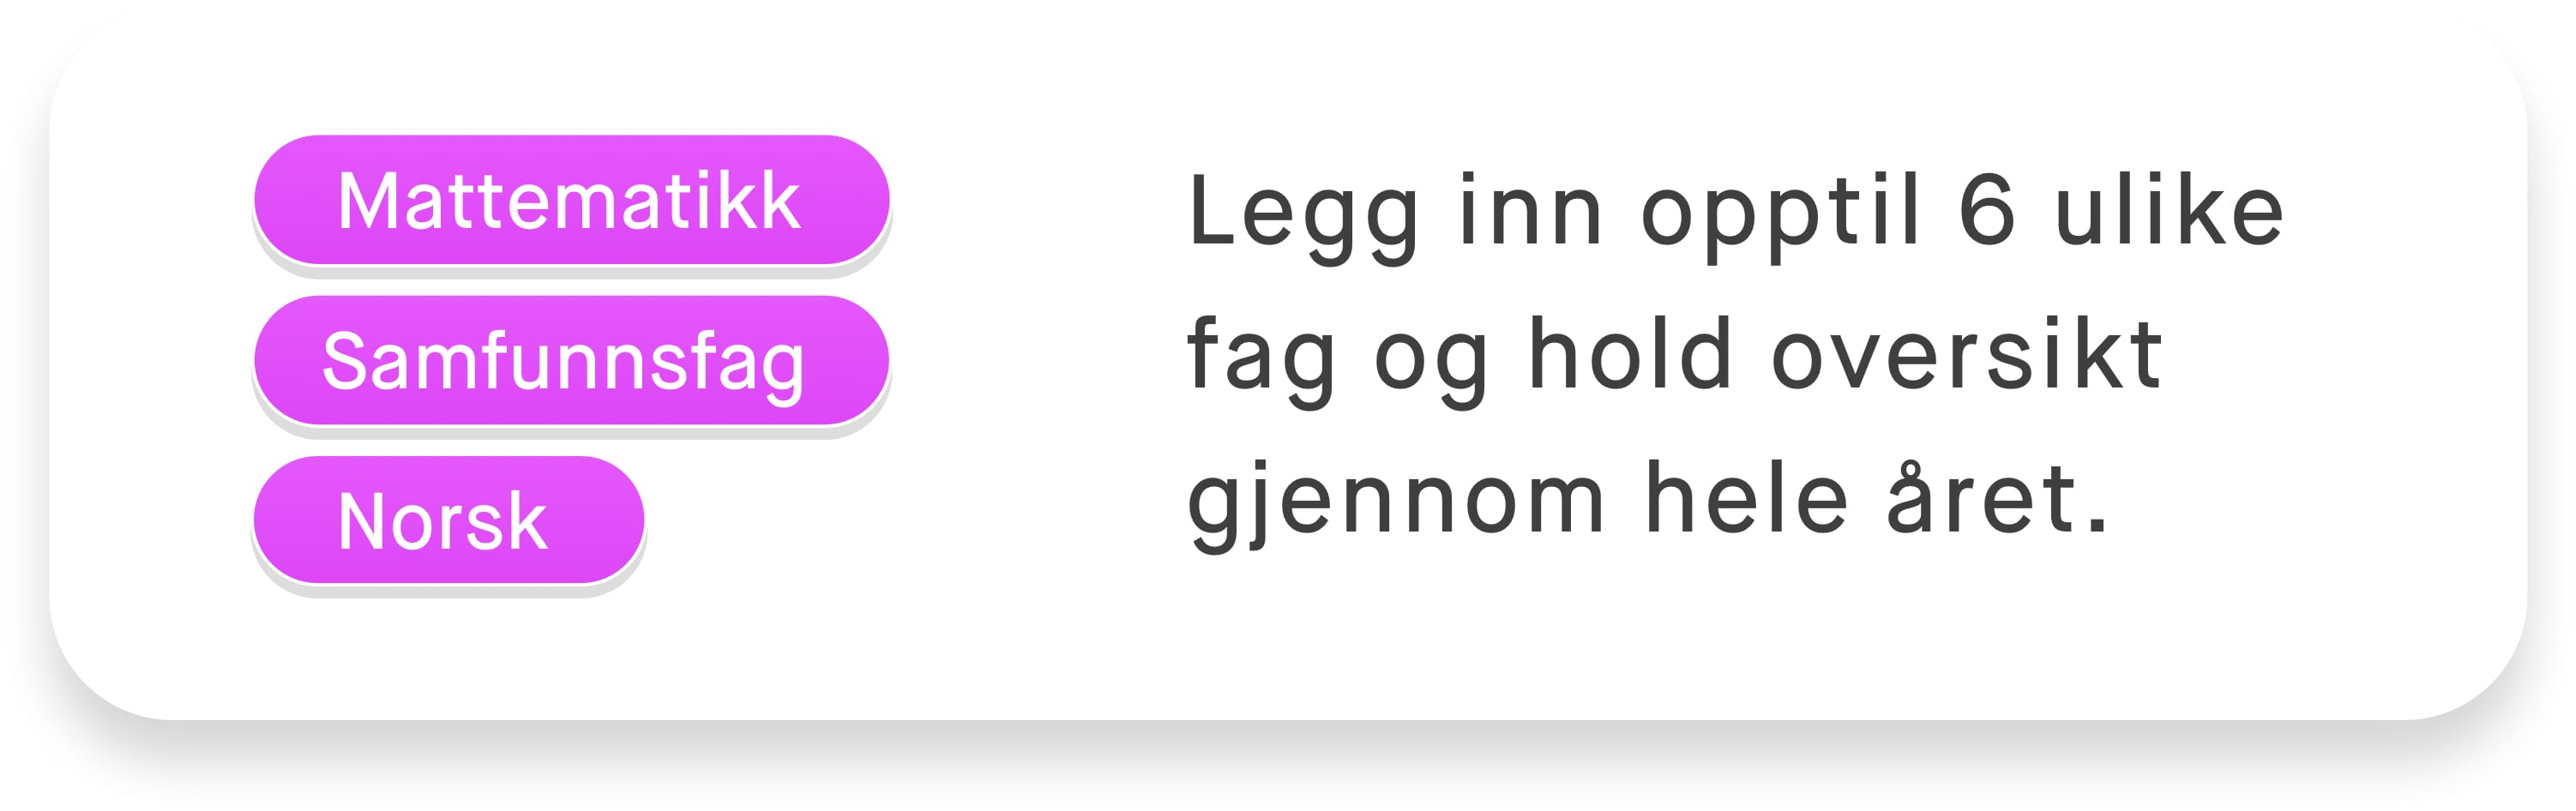 Mattematikk
Samfunnsfag
Norsk
Legg inn opptil 6 ulike
fag og hold oversikt
gjennom hele året.